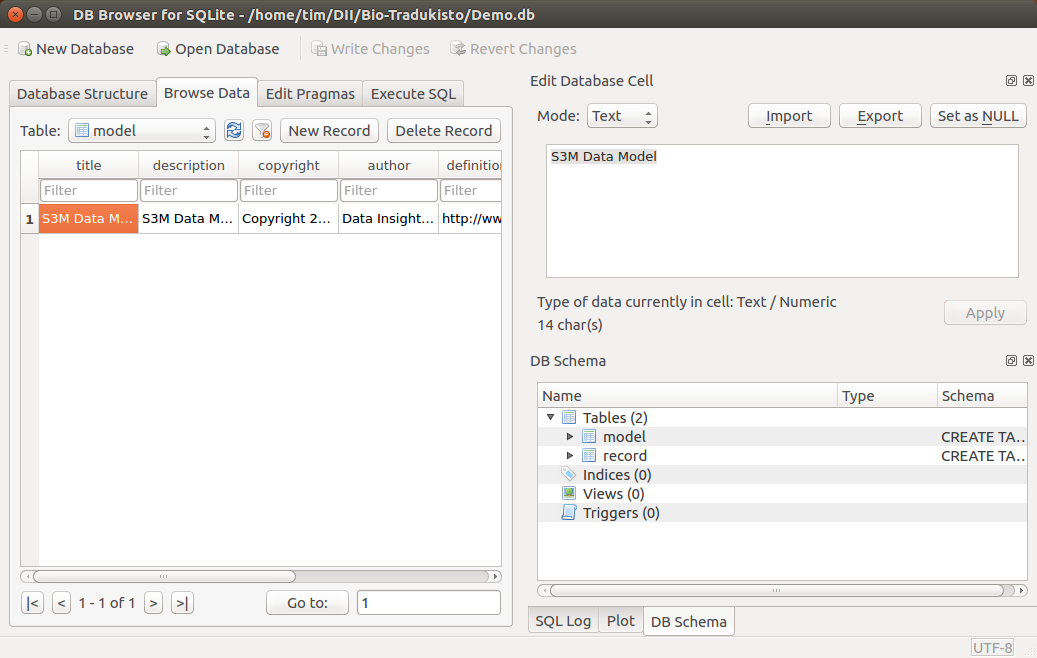 DB Browser for SQLite - /home/tim/DII/Bio-Tradukisto/Demo.db
New Database Open Database Write Changes Revert Changes
Database Structure Browse Data Edit Pragmas Execute SQL
Table: model New Record Delete Record
title description copyright author definition
Filter Filter Filter Filter Filter
1 S3M Data M... S3M Data M... Copyright 2... Data Insight... http://ww
|< < 1 - 1 of 1 > >| Go to: 1
Edit Database Cell
Mode: Text Import Export Set as NULL
S3M Data Model
Type of data currently in cell: Text / Numeric
14 char(s)
Apply
DB Schema
Name Type Schema
Tables (2)
model CREATE TA...
record CREATE TA...
Indices (0)
Views (0)
Triggers (0)
SQL Log Plot DB Schema
UTF-8